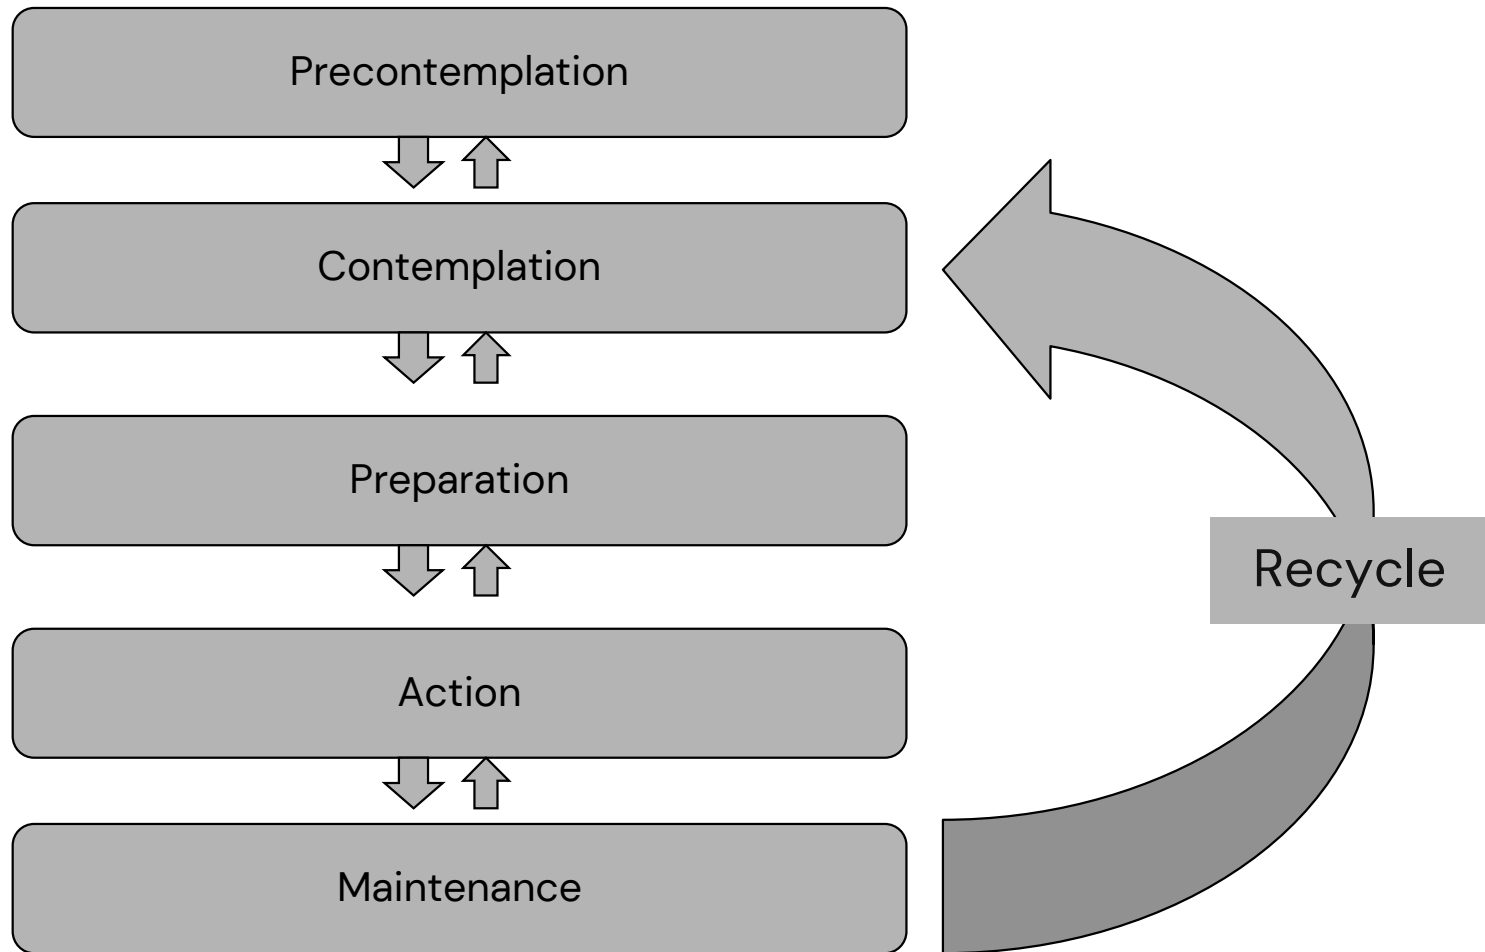 Precontemplation
Contemplation
Preparation
Recycle
Action
Maintenance